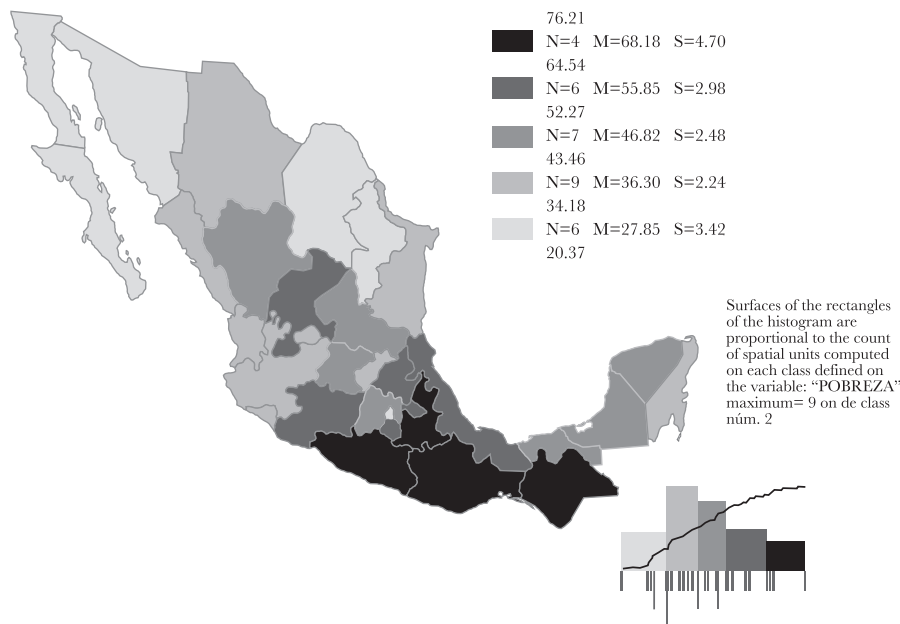 76.21
N=4 M=68.18 S=4.70
64.54
N=6 M=55.85 S=2.98
52.27
N=7 M=46.82 S=2.48
43.46
N=9 M=36.30 S=2.24
34.18
N=6 M=27.85 S=3.42
20.37
Surfaces of the rectangles
of the histogram are
proportional to the count
of spatial units computed
on each class defined on
the variable: “POBREZA”
maximum= 9 on de class
núm. 2